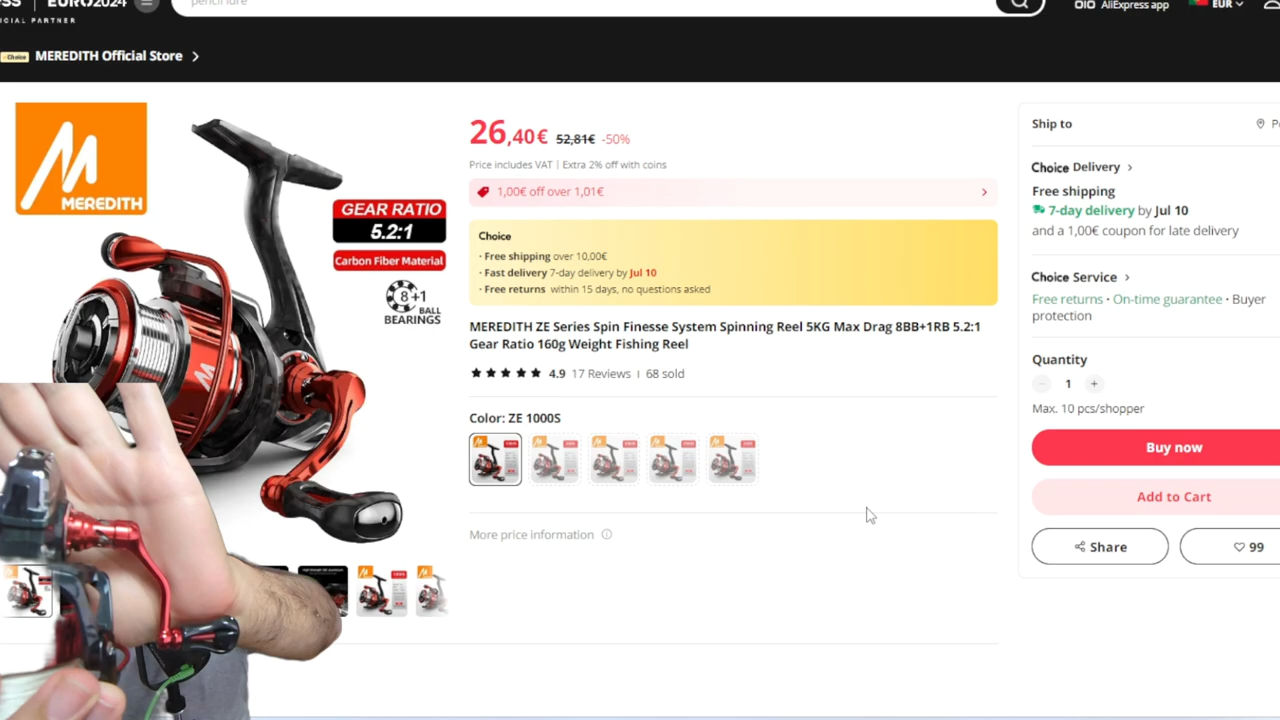 EURO2024
CIAL PARTNER
pencil lure
AliExpress app
EUR
Choice
MEREDITH Official Store
M
MEREDITH
GEAR RATIO
5.2:1
Carbon Fiber Material
8+1
BALL
BEARINGS
M
26,40€ 52,81€ -50%
Price includes VAT | Extra 2% off with coins
1,00€ off over 1,01€
Choice
· Free shipping over 10,00€
· Fast delivery 7-day delivery by Jul 10
· Free returns within 15 days, no questions asked
MEREDITH ZE Series Spin Finesse System Spinning Reel 5KG Max Drag 8BB+1RB 5.2:1
Gear Ratio 160g Weight Fishing Reel
4.9 17 Reviews | 68 sold
Color: ZE 1000S
More price information
Ship to
Choice Delivery
Free shipping
7-day delivery by Jul 10
and a 1,00€ coupon for late delivery
Choice Service
Free returns · On-time guarantee · Buyer
protection
Quantity
− 1 +
Max. 10 pcs/shopper
Buy now
Add to Cart
Share
99